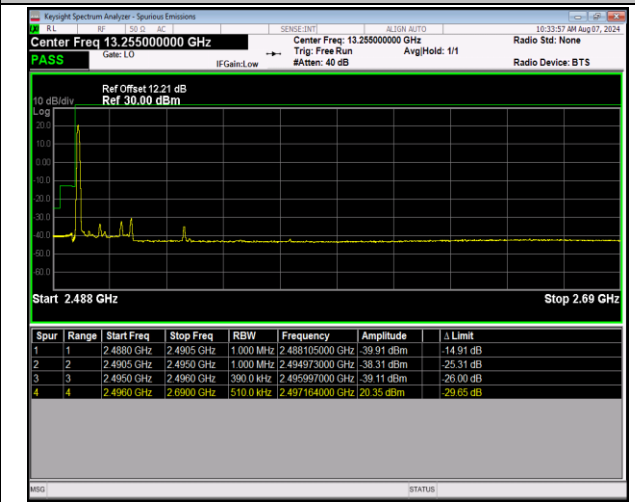 Keysight Spectrum Analyzer - Spurious Emissions
RL RF 50 Ω AC SENSE:INT ALIGN AUTO 10:33:57 AM Aug 07, 2024
Center Freq 13.255000000 GHz Center Freq: 13.255000000 GHz Radio Std: None
PASS Gate: LO Trig: Free Run Avg|Hold: 1/1
IFGain:Low #Atten: 40 dB Radio Device: BTS
Ref Offset 12.21 dB
10 dB/div Ref 30.00 dBm
Log
20.0
10.0
0.00
-10.0
-20.0
-30.0
-40.0
-50.0
-60.0
Start 2.488 GHz Stop 2.69 GHz
Spur Range Start Freq Stop Freq RBW Frequency Amplitude Δ Limit
1 1 2.4880 GHz 2.4905 GHz 1.000 MHz 2.488105000 GHz -39.91 dBm -14.91 dB
2 2 2.4905 GHz 2.4950 GHz 1.000 MHz 2.494973000 GHz -38.31 dBm -25.31 dB
3 3 2.4950 GHz 2.4960 GHz 390.0 kHz 2.495997000 GHz -39.11 dBm -26.00 dB
4 4 2.4960 GHz 2.6900 GHz 510.0 kHz 2.497164000 GHz 20.35 dBm -29.65 dB
MSG STATUS